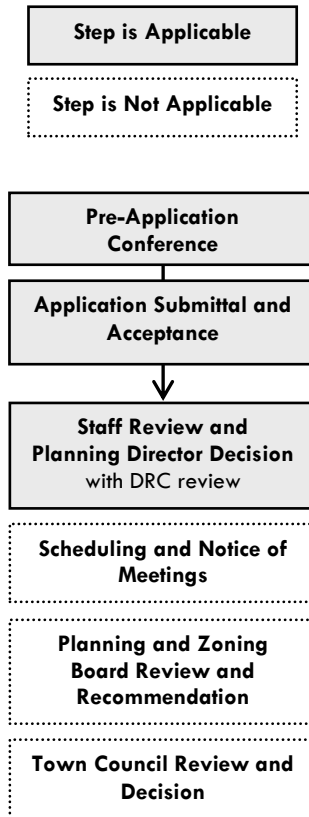 Step is Applicable
Step is Not Applicable
Pre-Application
Conference
Application Submittal and
Acceptance
Staff Review and
Planning Director Decision
with DRC review
Scheduling and Notice of
Meetings
Planning and Zoning
Board Review and
Recommendation
Town Council Review and
Decision